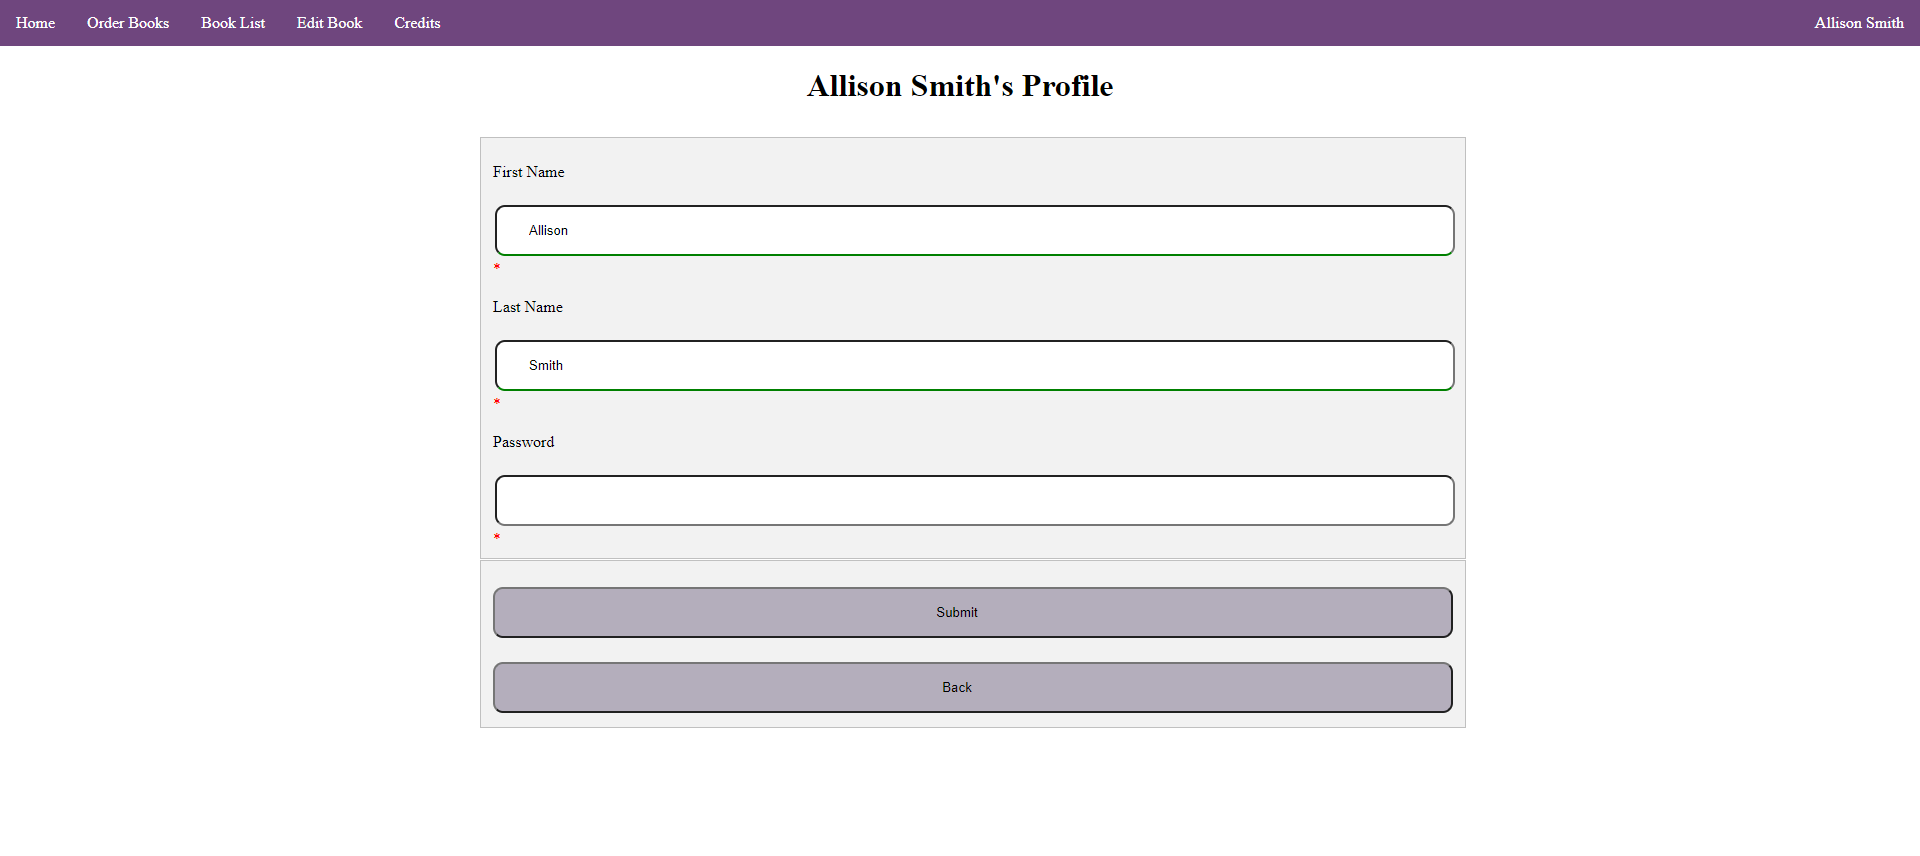 Home Order Books Book List Edit Book Credits Allison Smith
Allison Smith's Profile
First Name
Allison
*
Last Name
Smith
*
Password
*
Submit
Back